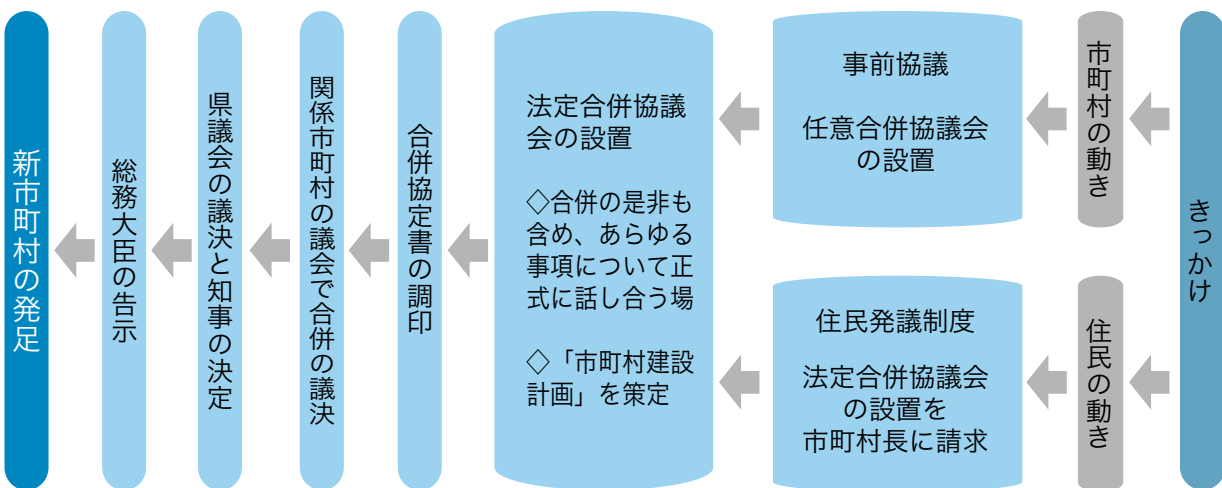 きっかけ
市町村の動き
事前協議
任意合併協議会
の設置
住民の動き
住民発議制度
法定合併協議会
の設置を
市町村長に請求
法定合併協議
会の設置
◇合併の是非も
含め、あらゆる
事項について正
式に話し合う場
◇「市町村建設
計画」を策定
合併協定書の調印
関係市町村の議会で合併の議決
県議会の議決と知事の決定
総務大臣の告示
新市町村の発足